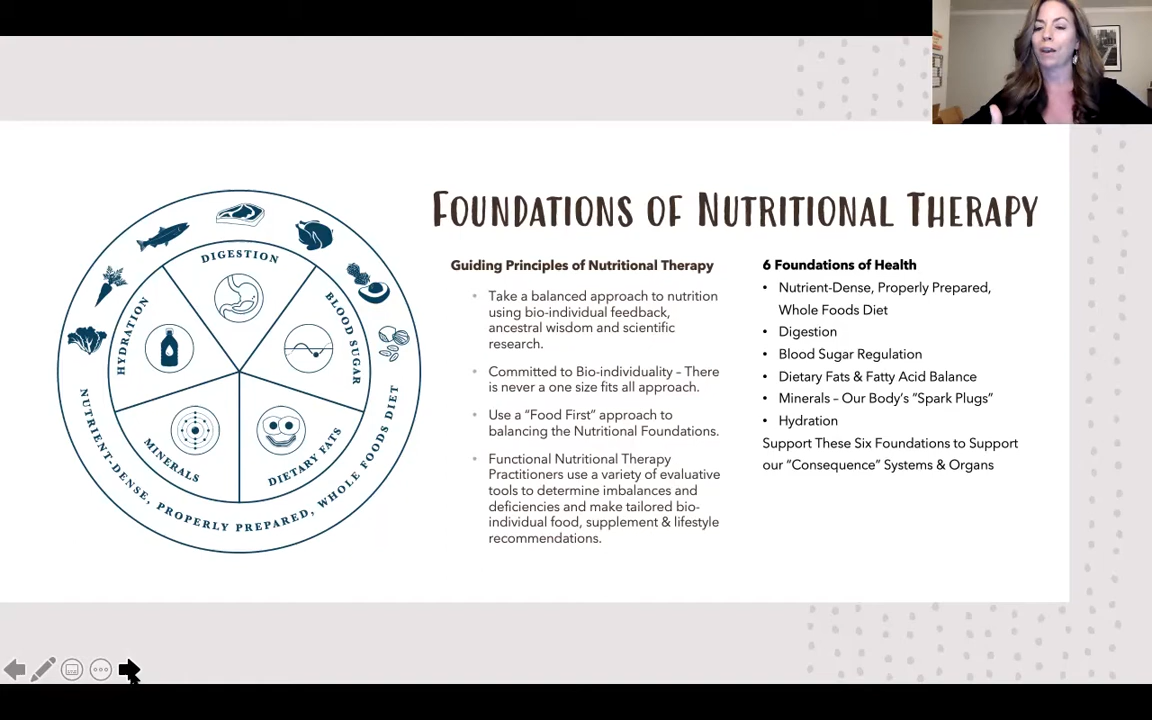 FOUNDATIONS OF NUTRITIONAL THERAPY
Guiding Principles of Nutritional Therapy
• Take a balanced approach to nutrition
using bio-individual feedback,
ancestral wisdom and scientific
research.
• Committed to Bio-individuality – There
is never a one size fits all approach.
• Use a “Food First” approach to
balancing the Nutritional Foundations.
• Functional Nutritional Therapy
Practitioners use a variety of evaluative
tools to determine imbalances and
deficiencies and make tailored bio-
individual food, supplement & lifestyle
recommendations.
6 Foundations of Health
• Nutrient-Dense, Properly Prepared,
Whole Foods Diet
• Digestion
• Blood Sugar Regulation
• Dietary Fats & Fatty Acid Balance
• Minerals – Our Body’s “Spark Plugs”
• Hydration
Support These Six Foundations to Support
our “Consequence” Systems & Organs
DIGESTION
BLOOD SUGAR
DIETARY FATS
MINERALS
HYDRATION
NUTRIENT-DENSE, PROPERLY PREPARED, WHOLE FOODS DIET